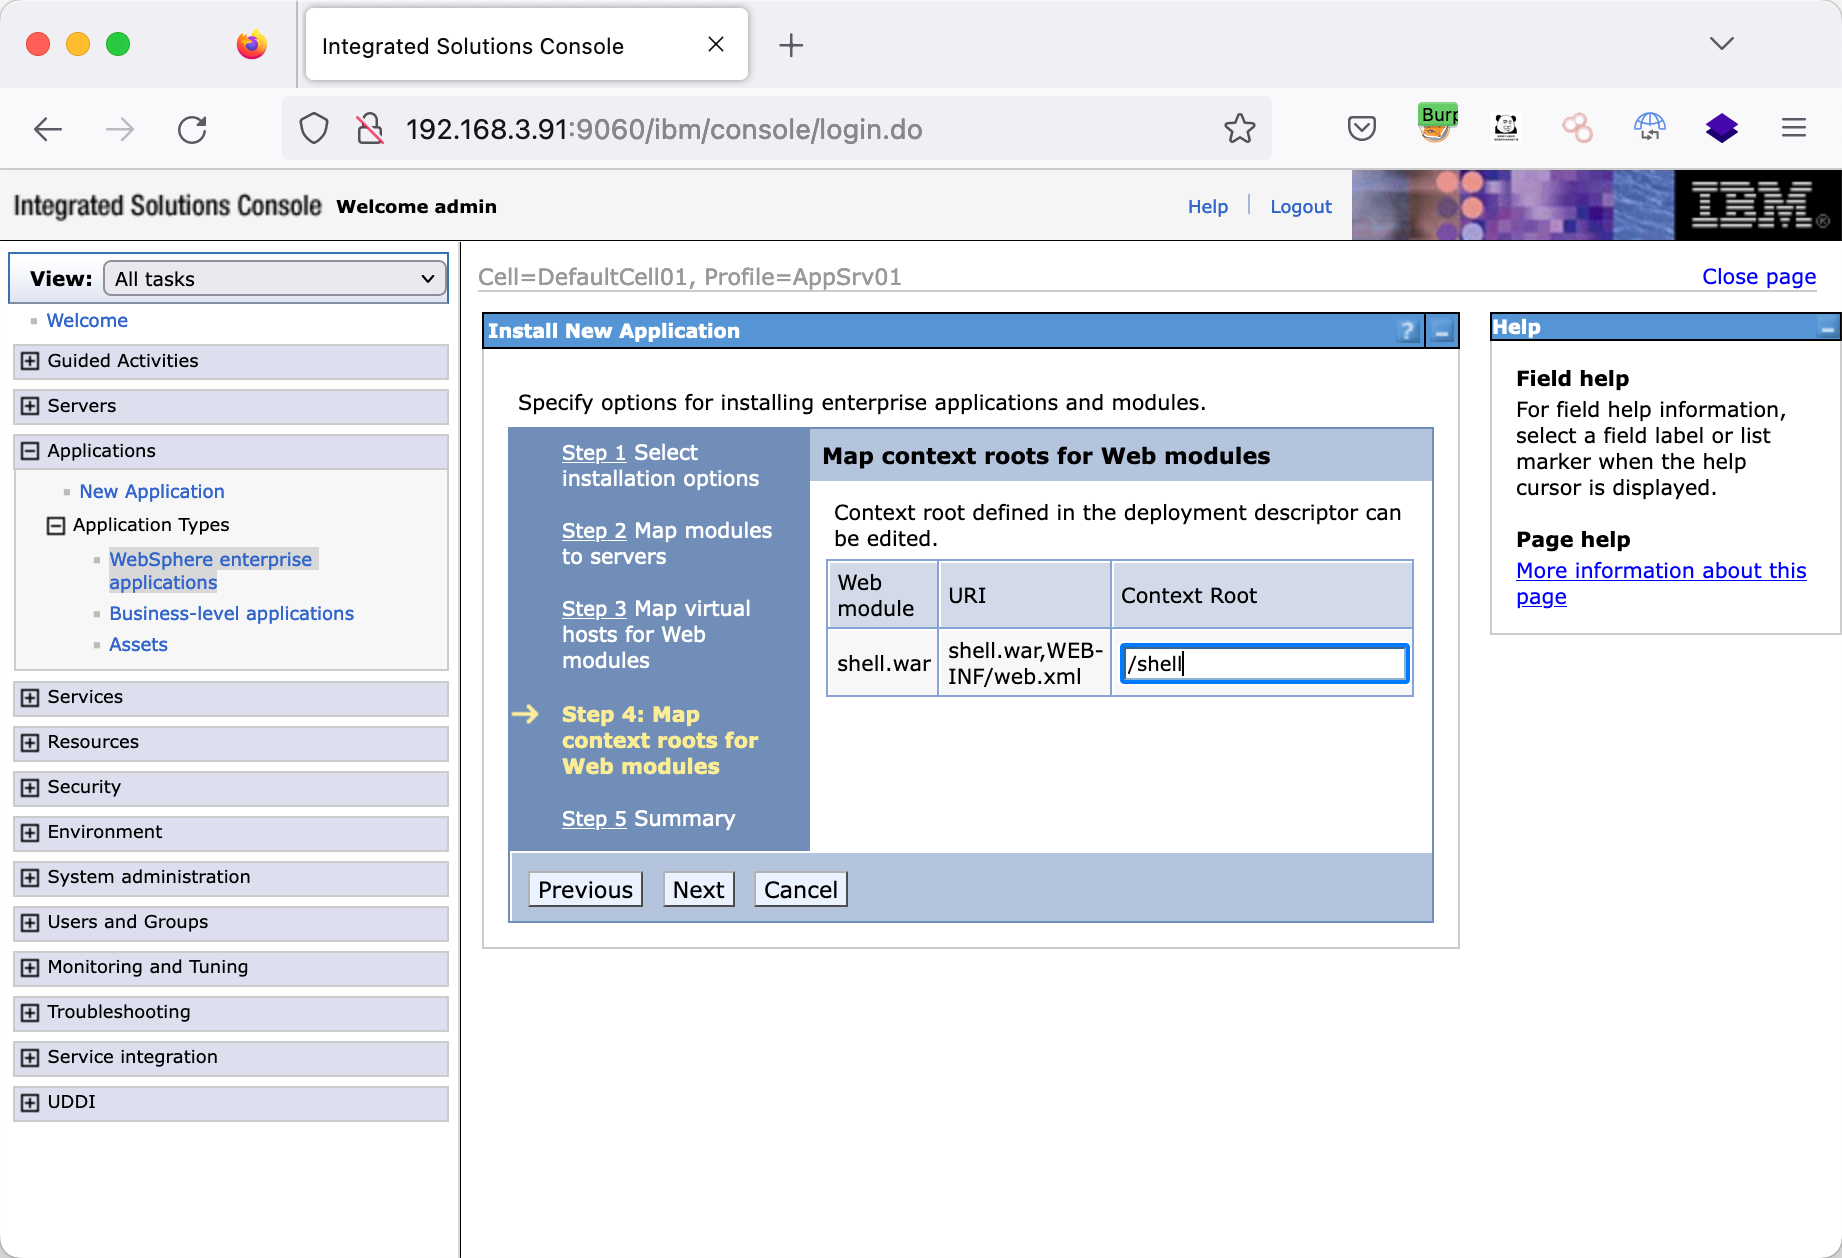 Integrated Solutions Console
192.168.3.91:9060/ibm/console/login.do
Burp
Integrated Solutions Console Welcome admin
Help
Logout
IBM®
View: All tasks
Welcome
Guided Activities
Servers
Applications
New Application
Application Types
WebSphere enterprise
applications
Business-level applications
Assets
Services
Resources
Security
Environment
System administration
Users and Groups
Monitoring and Tuning
Troubleshooting
Service integration
UDDI
Cell=DefaultCell01, Profile=AppSrv01
Close page
Install New Application
?
Specify options for installing enterprise applications and modules.
Step 1 Select
installation options
Step 2 Map modules
to servers
Step 3 Map virtual
hosts for Web
modules
Step 4: Map
context roots for
Web modules
Step 5 Summary
Map context roots for Web modules
Context root defined in the deployment descriptor can
be edited.
Web
module
URI
Context Root
shell.war
shell.war,WEB-
INF/web.xml
/shell
Previous
Next
Cancel
Help
Field help
For field help information,
select a field label or list
marker when the help
cursor is displayed.
Page help
More information about this
page